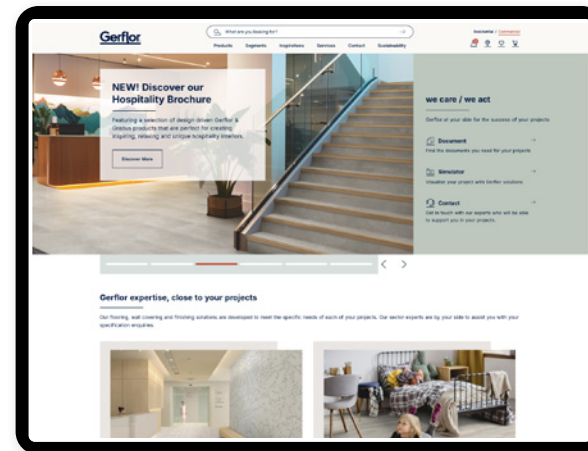 Gerflor
What are you looking for?
Residential / Commercial
Products Segments Inspirations Services Contact Sustainability
NEW! Discover our
Hospitality Brochure
Featuring a selection of design driven Gerflor &
Gradus products that are perfect for creating
inspiring, relaxing and unique hospitality interiors.
Discover More
we care / we act
Gerflor at your side for the success of your projects
Document
Find the documents you need for your projects
Simulator
Visualise your project with Gerflor solutions
Contact
Get in touch with our experts who will be able
to support you in your projects.
Gerflor expertise, close to your projects
Our flooring, wall covering and finishing solutions are developed to meet the specific needs of each of your projects. Our sector experts are by your side to assist you with your
specification enquiries.